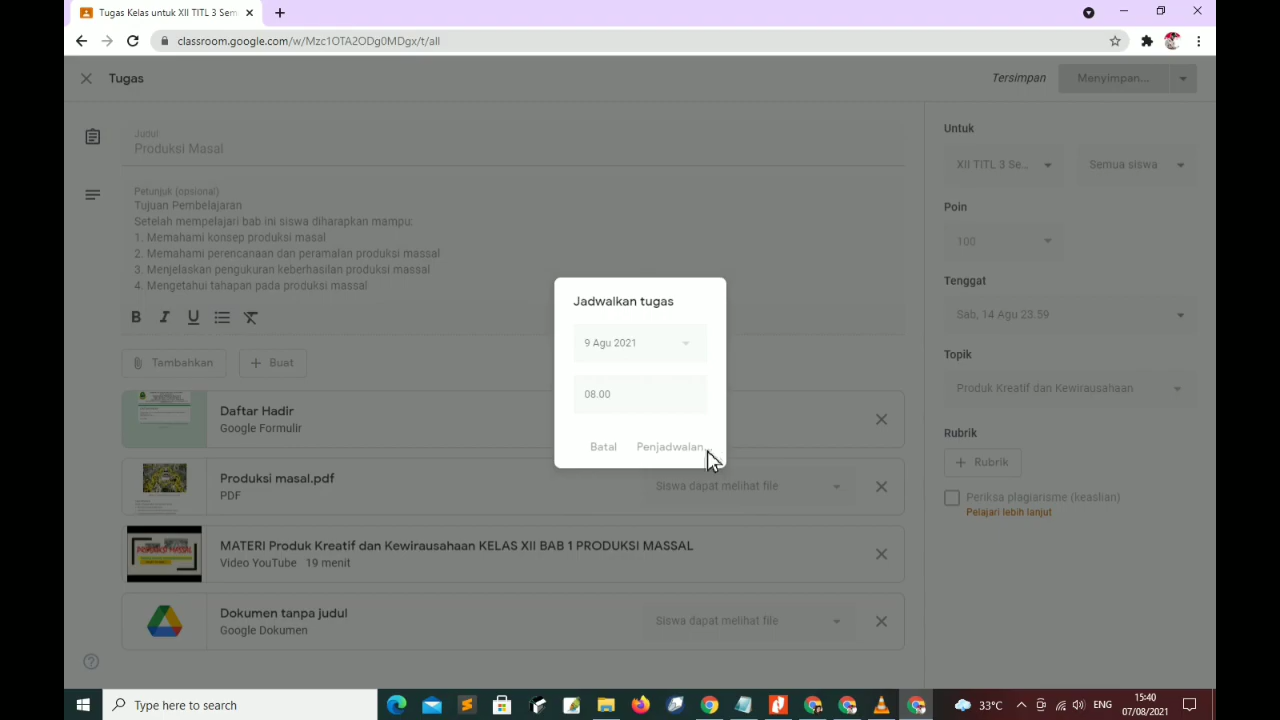 Tugas Kelas untuk XII TITL 3 Sem
classroom.google.com/w/Mzc1OTA2ODg0MDgx/t/all
Tugas
Tersimpan
Menyimpan...
Judul
Produksi Masal
Petunjuk (opsional)
Tujuan Pembelajaran
Setelah mempelajari bab ini siswa diharapkan mampu:
1. Memahami konsep produksi masal
2. Memahami perencanaan dan peramalan produksi massal
3. Menjelaskan pengukuran keberhasilan produksi massal
4. Mengetahui tahapan pada produksi massal
B I U
Tambahkan
Buat
Daftar Hadir
Google Formulir
Produksi masal.pdf
PDF
Siswa dapat melihat file
MATERI Produk Kreatif dan Kewirausahaan KELAS XII BAB 1 PRODUKSI MASSAL
Video YouTube 19 menit
Dokumen tanpa judul
Google Dokumen
Siswa dapat melihat file
Jadwalkan tugas
9 Agu 2021
08.00
Batal
Penjadwalan
Untuk
XII TITL 3 Se...
Semua siswa
Poin
100
Tenggat
Sab, 14 Agu 23.59
Topik
Produk Kreatif dan Kewirausahaan
Rubrik
Rubrik
Periksa plagiarisme (keaslian)
Pelajari lebih lanjut
Type here to search
33°C
ENG
15:40
07/08/2021